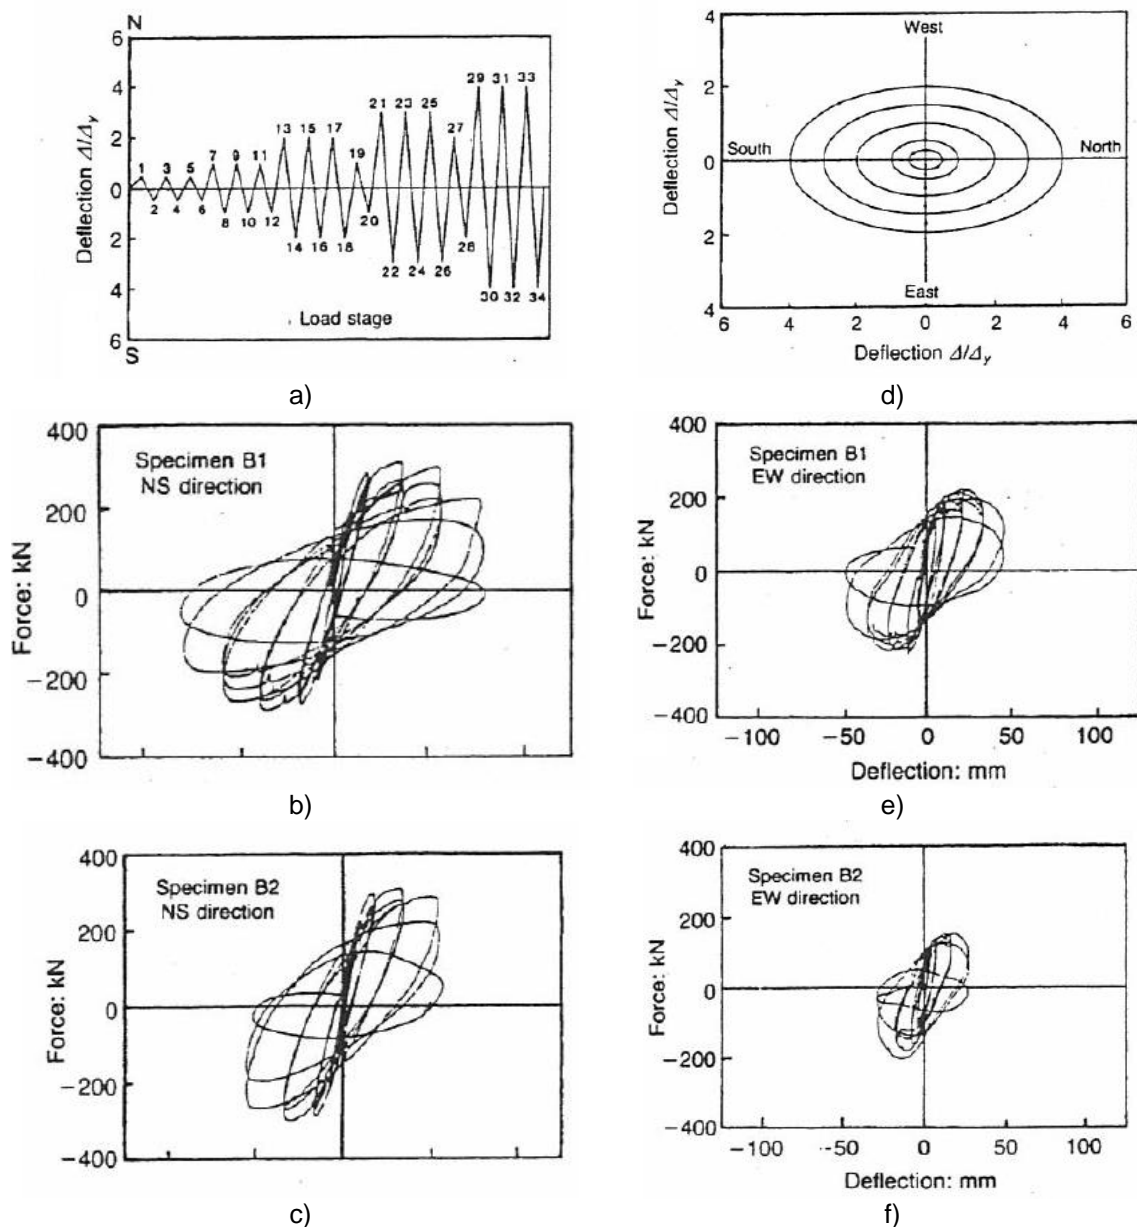 N
6
4
2
0
2
4
6
S
Deflection Δ/Δy
1 3 5 7 9 11 13 15 17 19 21 23 25 27 29 31 33
2 4 6 8 10 12 14 16 18 20 22 24 26 28 30 32 34
Load stage
a)
4
2
0
2
4
Deflection Δ/Δy
West
South
North
East
6 4 2 0 2 4 6
Deflection Δ/Δy
d)
400
200
0
−200
−400
Force: kN
Specimen B1
NS direction
b)
400
200
0
−200
−400
Force: kN
Specimen B1
EW direction
−100 −50 0 50 100
Deflection: mm
e)
400
200
0
−200
−400
Force: kN
Specimen B2
NS direction
c)
400
200
0
−200
−400
Force: kN
Specimen B2
EW direction
−100 −50 0 50 100
Deflection: mm
f)